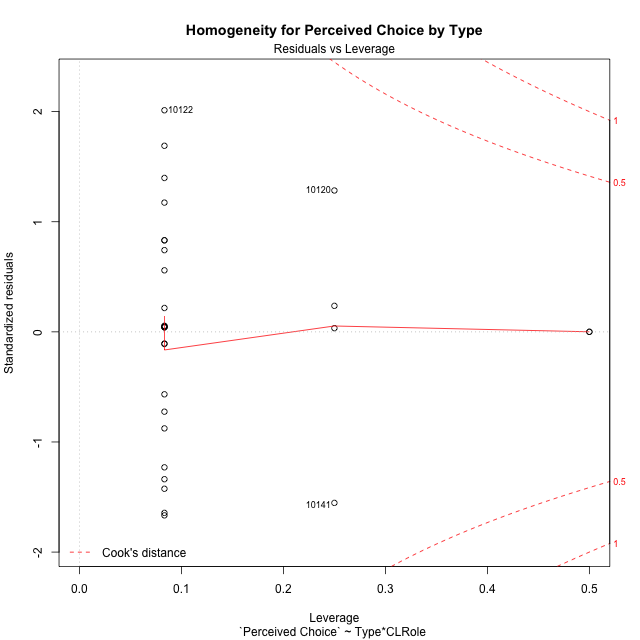 Homogeneity for Perceived Choice by Type
Residuals vs Leverage
Standardized residuals
2
1
0
-1
-2
10122
10120
10141
1
0.5
0.5
1
Cook's distance
0.0 0.1 0.2 0.3 0.4 0.5
Leverage
`Perceived Choice` ~ Type*CLRole